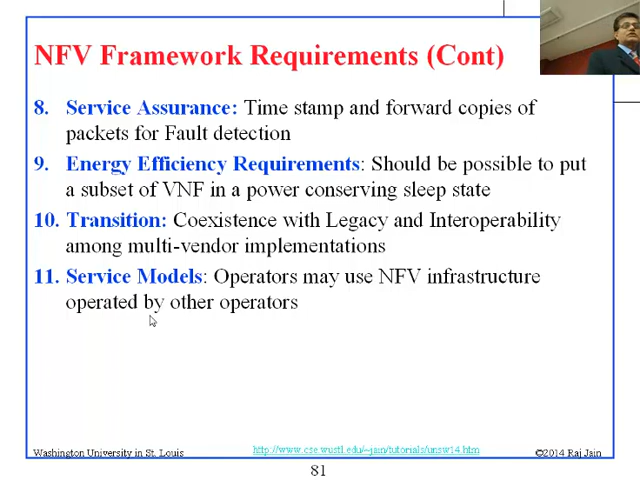 NFV Framework Requirements (Cont)
8. Service Assurance: Time stamp and forward copies of
packets for Fault detection
9. Energy Efficiency Requirements: Should be possible to put
a subset of VNF in a power conserving sleep state
10. Transition: Coexistence with Legacy and Interoperability
among multi-vendor implementations
11. Service Models: Operators may use NFV infrastructure
operated by other operators
Washington University in St. Louis
http://www.cse.wustl.edu/~jain/tutorials/unsw14.htm
©2014 Raj Jain
81